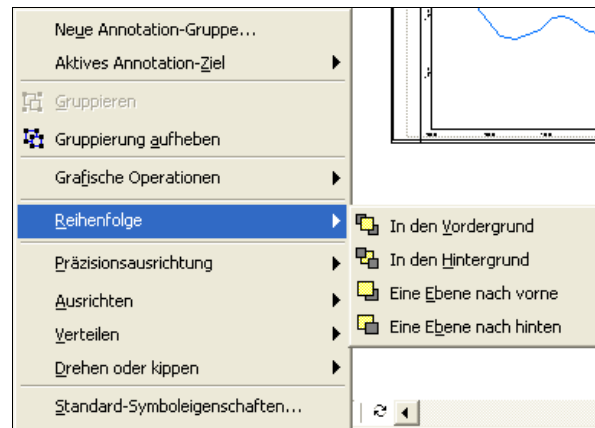 Neue Annotation-Gruppe...
Aktives Annotation-Ziel
Gruppieren
Gruppierung aufheben
Grafische Operationen
Reihenfolge
In den Vordergrund
In den Hintergrund
Eine Ebene nach vorne
Eine Ebene nach hinten
Präzisionsausrichtung
Ausrichten
Verteilen
Drehen oder kippen
Standard-Symboleigenschaften...